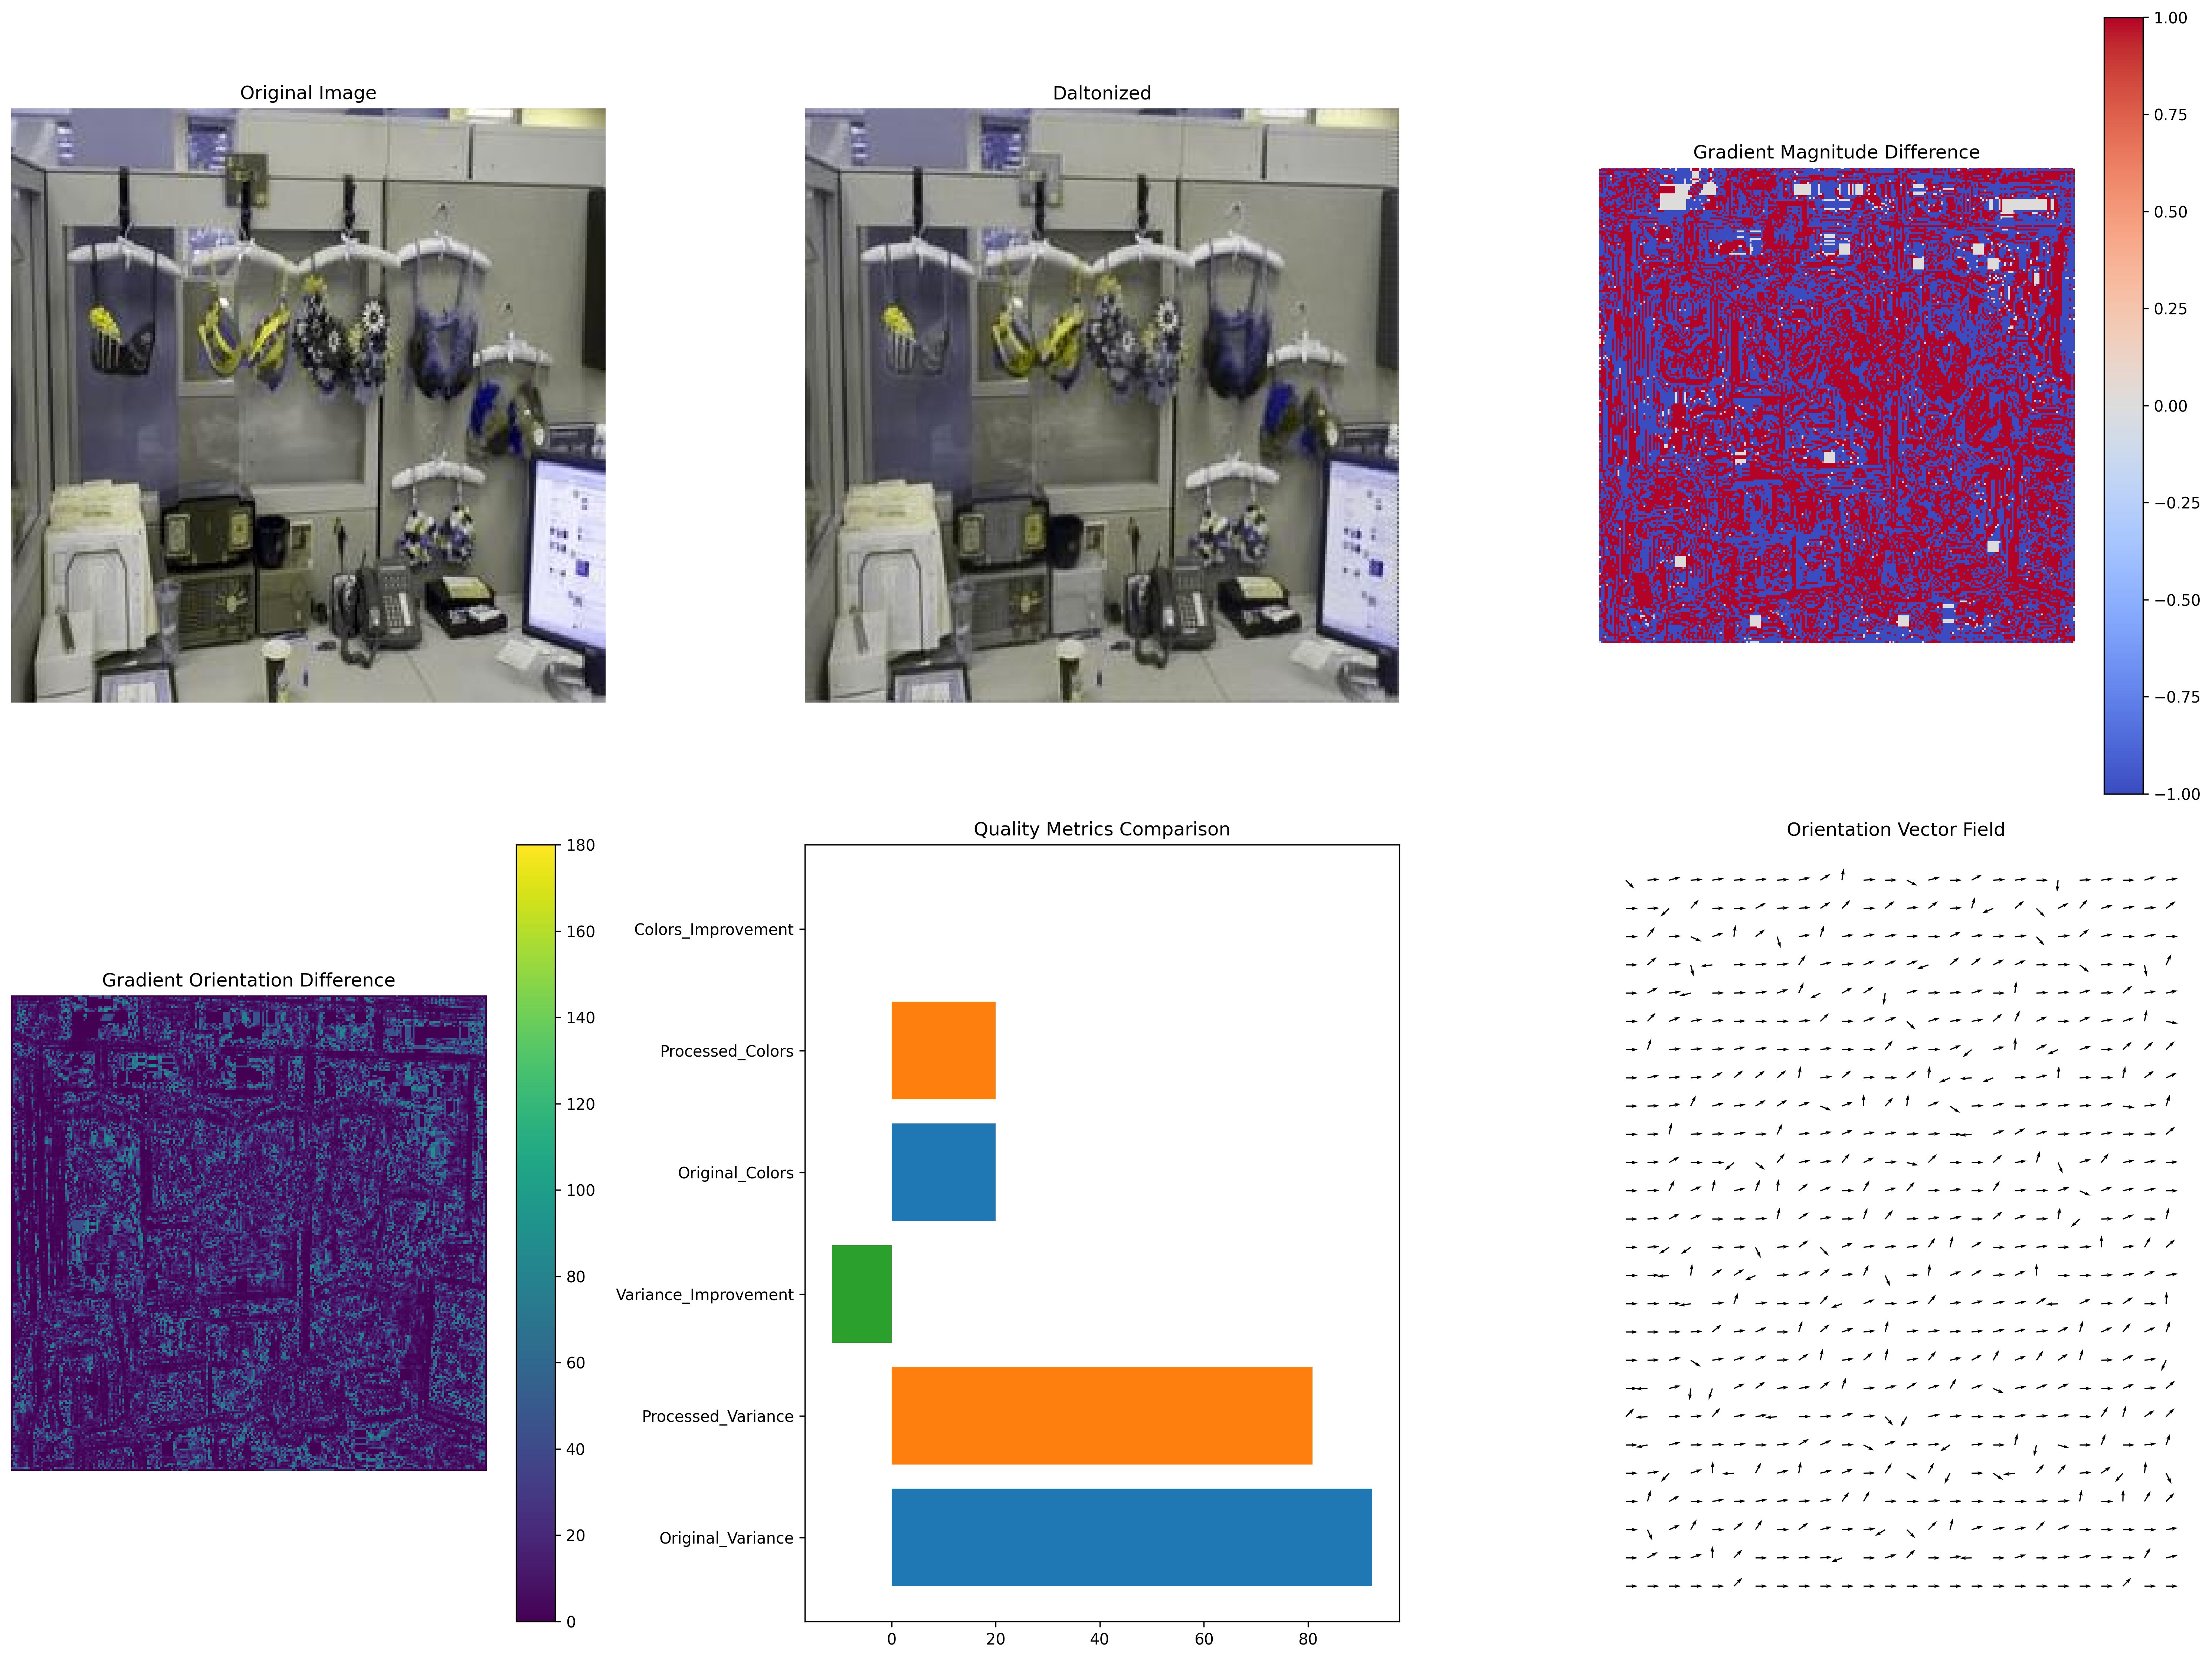 Original Image
Daltonized
Gradient Magnitude Difference
1.00
0.75
0.50
0.25
0.00
−0.25
−0.50
−0.75
−1.00
Gradient Orientation Difference
180
160
140
120
100
80
60
40
20
0
Quality Metrics Comparison
Colors_Improvement
Processed_Colors
Original_Colors
Variance_Improvement
Processed_Variance
Original_Variance
0 20 40 60 80
Orientation Vector Field